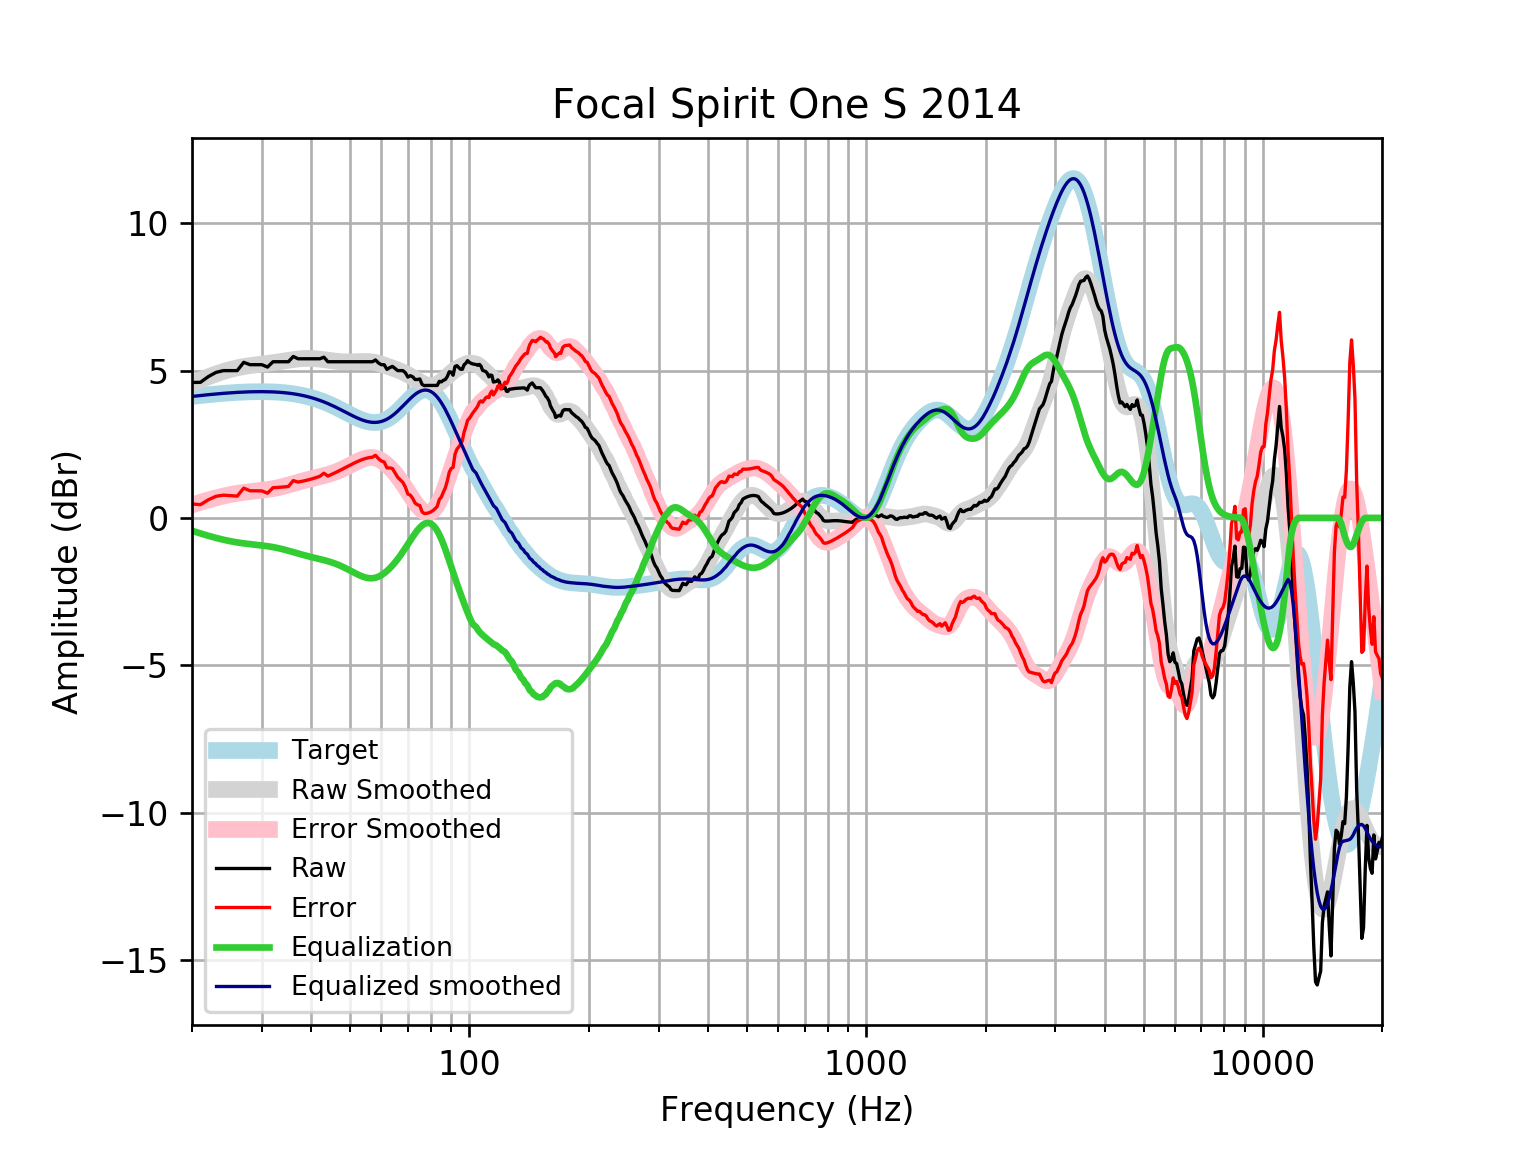 Focal Spirit One S 2014
Amplitude (dBr)
10
5
0
−5
−10
−15
Target
Raw Smoothed
Error Smoothed
Raw
Error
Equalization
Equalized smoothed
100 1000 10000
Frequency (Hz)